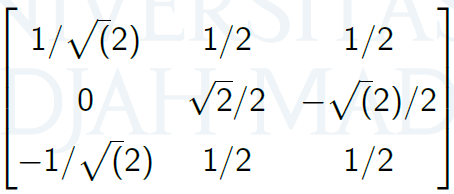 1/√(2) 1/2 1/2
0 √2/2 −√(2)/2
−1/√(2) 1/2 1/2